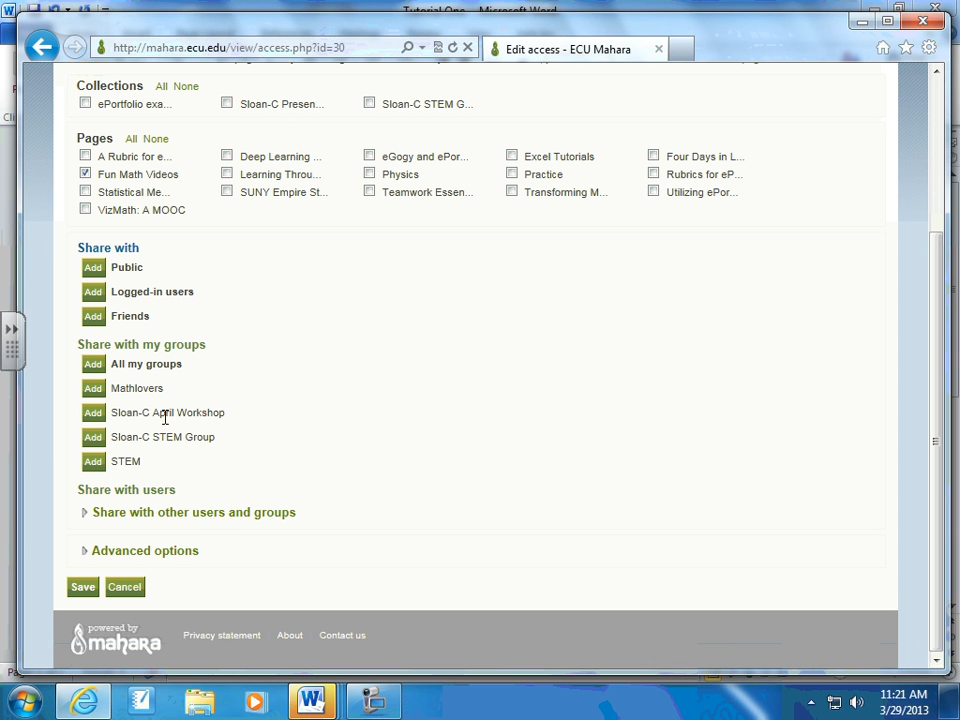 Tutorial One - Microsoft Word
http://mahara.ecu.edu/view/access.php?id=30
Edit access - ECU Mahara
Collections All None
ePortfolio exa... Sloan-C Presen... Sloan-C STEM G...
Pages All None
A Rubric for e... Deep Learning ... eGogy and ePor... Excel Tutorials Four Days in L...
Fun Math Videos Learning Throu... Physics Practice Rubrics for eP...
Statistical Me... SUNY Empire St... Teamwork Essen... Transforming M... Utilizing ePor...
VizMath: A MOOC
Share with
Add Public
Add Logged-in users
Add Friends
Share with my groups
Add All my groups
Add Mathlovers
Add Sloan-C April Workshop
Add Sloan-C STEM Group
Add STEM
Share with users
Share with other users and groups
Advanced options
Save Cancel
powered by
mahara
Privacy statement About Contact us
11:21 AM
3/29/2013